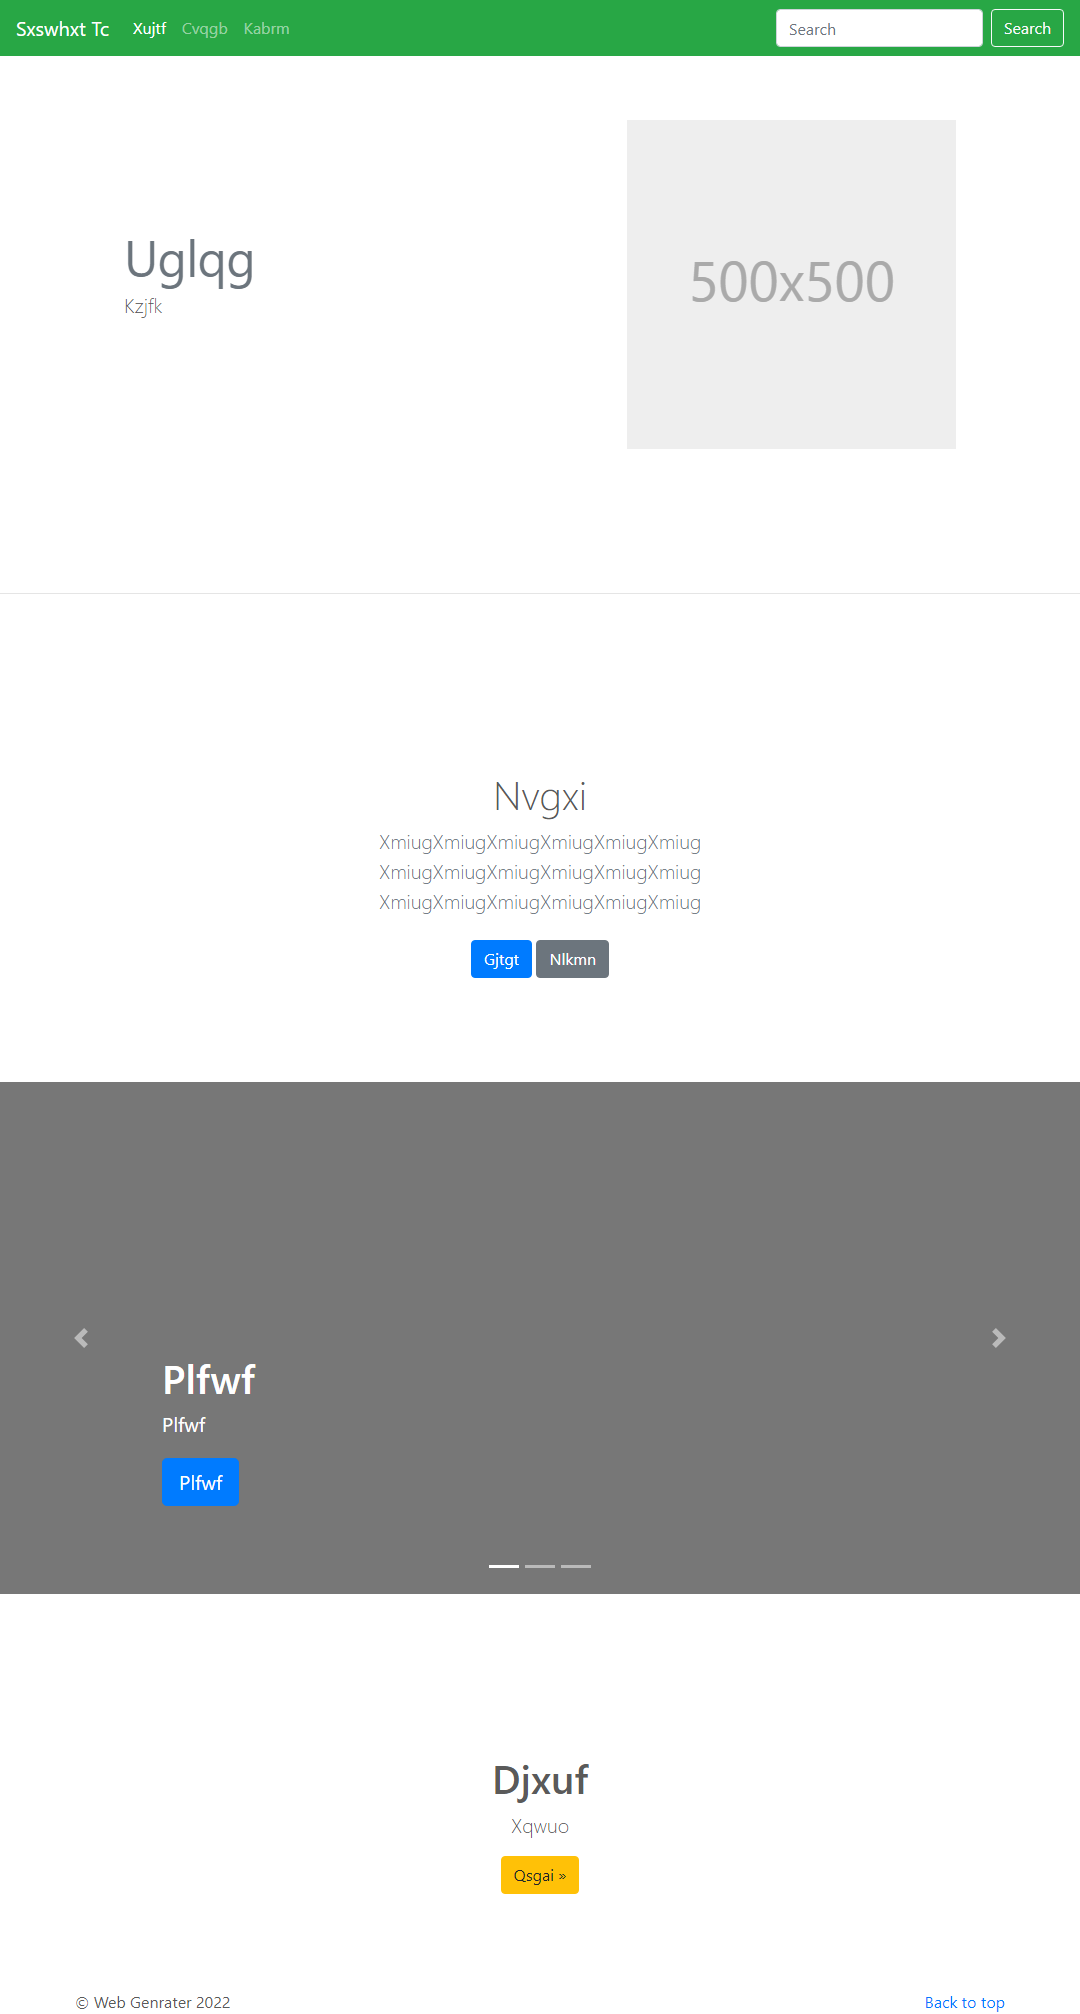 Sxswhxt Tc Xujtf Cvqgb Kabrm Search Search
Uglqg
Kzjfk
500x500
Nvgxi
XmiugXmiugXmiugXmiugXmiugXmiug
XmiugXmiugXmiugXmiugXmiugXmiug
XmiugXmiugXmiugXmiugXmiugXmiug
Gjtgt Nlkmn
Plfwf
Plfwf
Plfwf
Djxuf
Xqwuo
Qsgai »
© Web Genrater 2022 Back to top